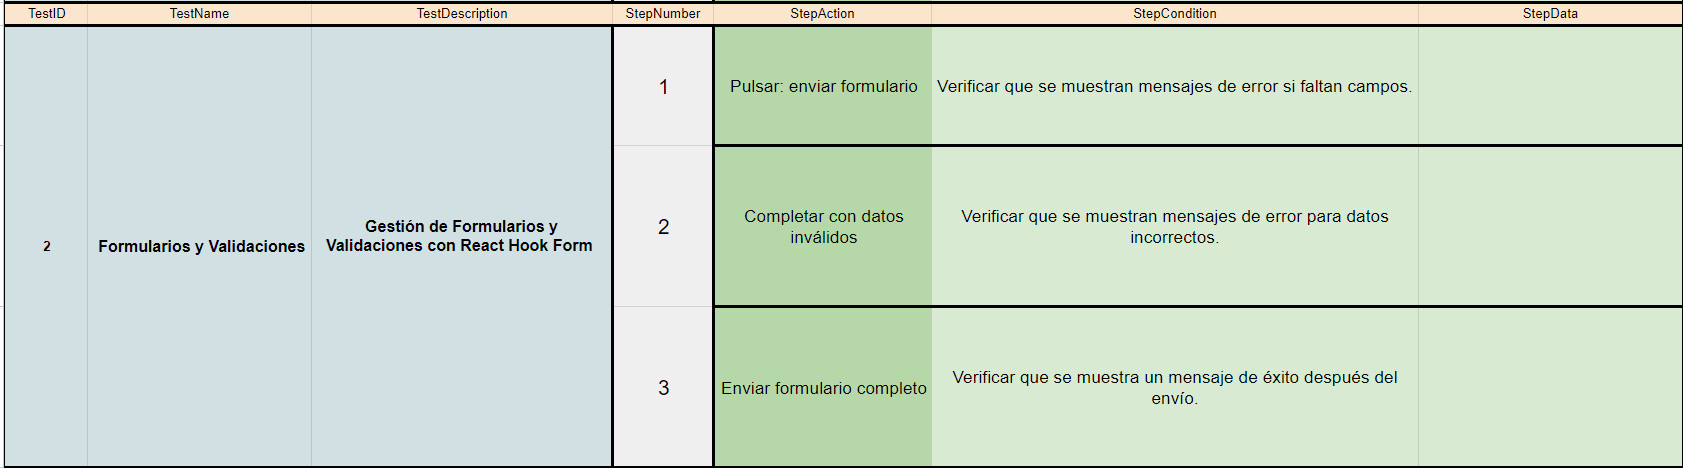 TestID TestName TestDescription StepNumber StepAction StepCondition StepData
2
Formularios y Validaciones
Gestión de Formularios y
Validaciones con React Hook Form
1
Pulsar: enviar formulario
Verificar que se muestran mensajes de error si faltan campos.
2
Completar con datos
inválidos
Verificar que se muestran mensajes de error para datos
incorrectos.
3
Enviar formulario completo
Verificar que se muestra un mensaje de éxito después del
envío.